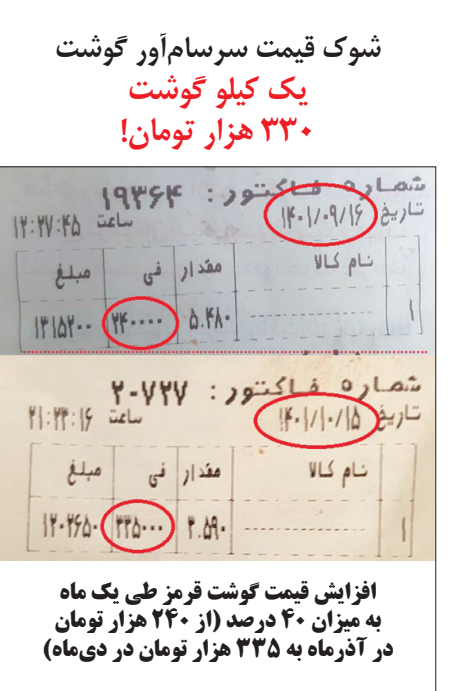 شوک قیمت سرسام‌آور گوشت
یک کیلو گوشت
۳۳۰ هزار تومان!
شماره فاکتور : ۱۹۳۶۴
تاریخ ۱۴۰۱/۰۹/۱۶ ساعت ۱۲:۲۷:۴۵
نام کالا مقدار فی مبلغ
۱ ۵.۴۸۰ ۲۴۰۰۰۰ ۱۳۱۵۲۰۰
شماره فاکتور : ۲۰۷۲۷
تاریخ ۱۴۰۱/۱۰/۱۵ ساعت ۲۱:۲۳:۱۶
نام کالا مقدار فی مبلغ
۱ ۳.۵۹۰ ۳۳۵۰۰۰ ۱۲۰۲۶۵۰
افزایش قیمت گوشت قرمز طی یک ماه
به میزان ۴۰ درصد (از ۲۴۰ هزار تومان
در آذرماه به ۳۳۵ هزار تومان در دی‌ماه)